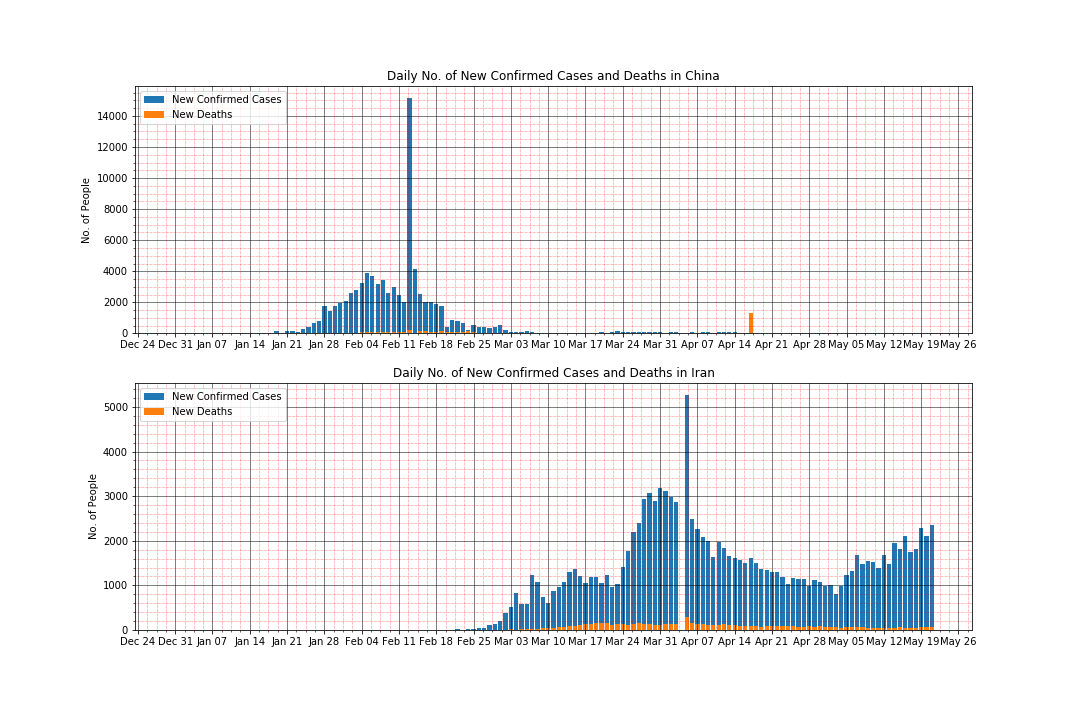 Daily No. of New Confirmed Cases and Deaths in China
New Confirmed Cases
New Deaths
No. of People
14000
12000
10000
8000
6000
4000
2000
0
Dec 24 Dec 31 Jan 07 Jan 14 Jan 21 Jan 28 Feb 04 Feb 11 Feb 18 Feb 25 Mar 03 Mar 10 Mar 17 Mar 24 Mar 31 Apr 07 Apr 14 Apr 21 Apr 28 May 05 May 12 May 19 May 26
Daily No. of New Confirmed Cases and Deaths in Iran
New Confirmed Cases
New Deaths
No. of People
5000
4000
3000
2000
1000
0
Dec 24 Dec 31 Jan 07 Jan 14 Jan 21 Jan 28 Feb 04 Feb 11 Feb 18 Feb 25 Mar 03 Mar 10 Mar 17 Mar 24 Mar 31 Apr 07 Apr 14 Apr 21 Apr 28 May 05 May 12 May 19 May 26